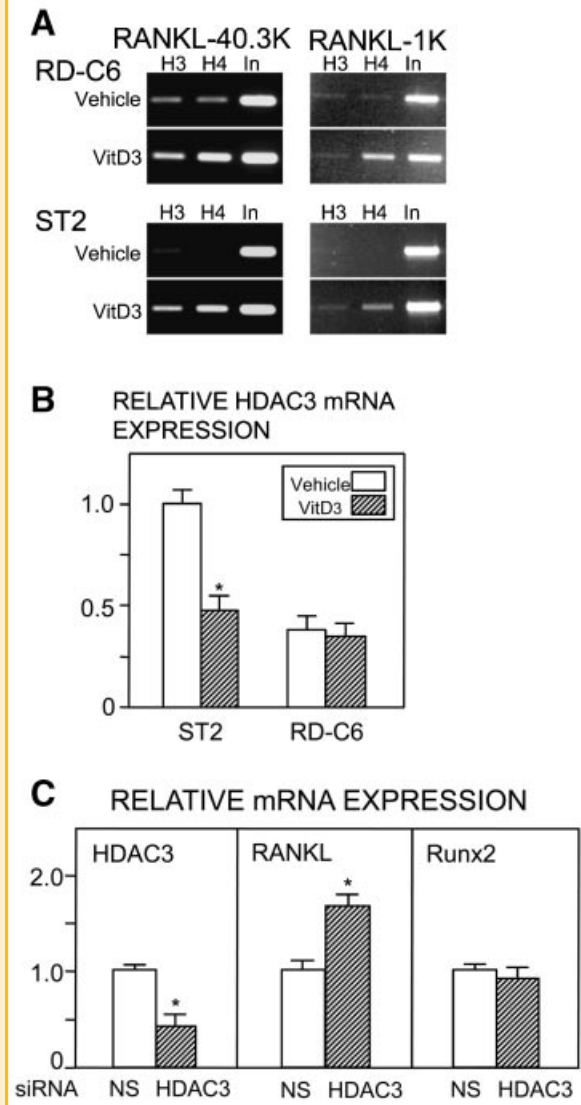 A
RANKL-40.3K RANKL-1K
RD-C6 H3 H4 In H3 H4 In
Vehicle
VitD3
ST2 H3 H4 In H3 H4 In
Vehicle
VitD3
B RELATIVE HDAC3 mRNA
EXPRESSION
Vehicle
VitD3
1.0
*
0.5
0
ST2 RD-C6
C RELATIVE mRNA EXPRESSION
HDAC3 RANKL Runx2
2.0
*
1.0
*
0
siRNA NS HDAC3 NS HDAC3 NS HDAC3